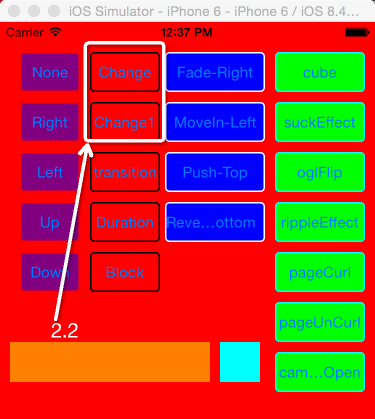 iOS Simulator - iPhone 6 - iPhone 6 / iOS 8.4...
Carrier 12:37 PM
None Change Fade-Right cube
Right Change1 MoveIn-Left suckEffect
Left transition Push-Top oglFlip
Up Duration Reve...ottom rippleEffect
Down Block pageCurl
pageUnCurl
2.2
cam...Open